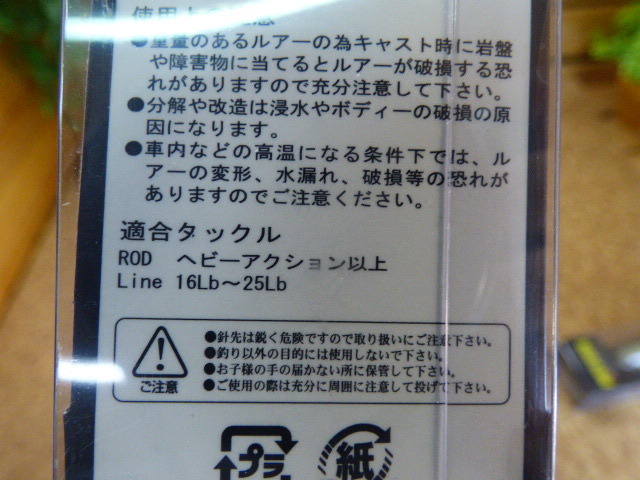 使用上の注意
●重量のあるルアーの為キャスト時に岩盤
や障害物に当てるとルアーが破損する恐
れがありますので充分注意して下さい。
●分解や改造は浸水やボディーの破損の原
因になります。
●車内などの高温になる条件下では、ル
アーの変形、水漏れ、破損等の恐れが
ありますのでご注意ください。
適合タックル
ROD ヘビーアクション以上
Line 16Lb～25Lb
●針先は鋭く危険ですので取り扱いにご注意下さい。
●釣り以外の目的には使用しないで下さい。
●お子様の手の届かない所に保管して下さい。
●ご使用の際は充分に周囲に注意して投げて下さい。
ご注意
プラ
紙